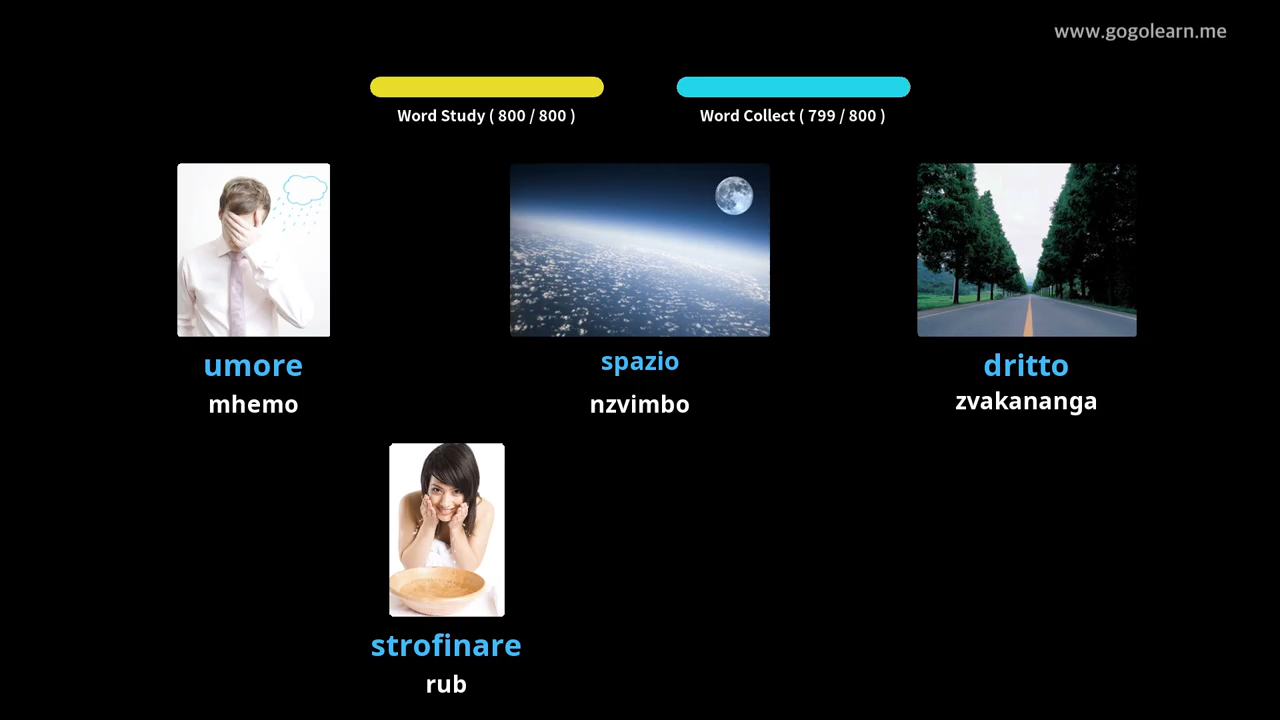 www.gogolearn.me
Word Study ( 800 / 800 )
Word Collect ( 799 / 800 )
umore
mhemo
spazio
nzvimbo
dritto
zvakananga
strofinare
rub